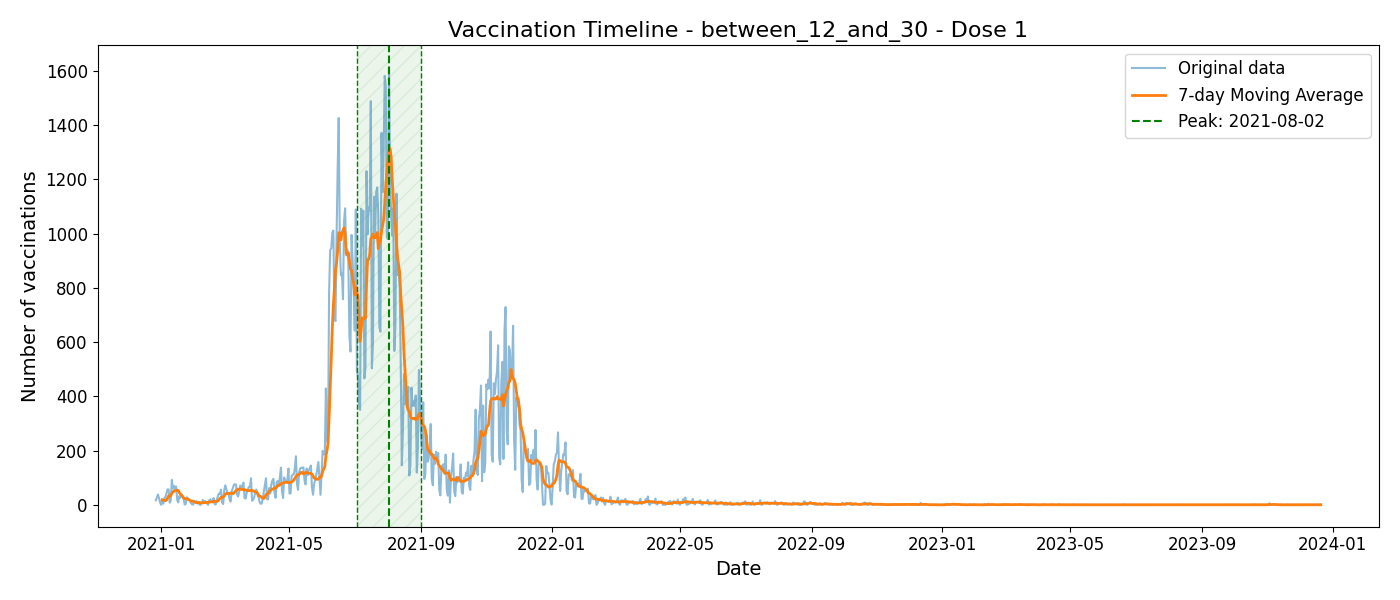 Vaccination Timeline - between_12_and_30 - Dose 1
Original data
7-day Moving Average
Peak: 2021-08-02
Number of vaccinations
1600
1400
1200
1000
800
600
400
200
0
2021-01 2021-05 2021-09 2022-01 2022-05 2022-09 2023-01 2023-05 2023-09 2024-01
Date